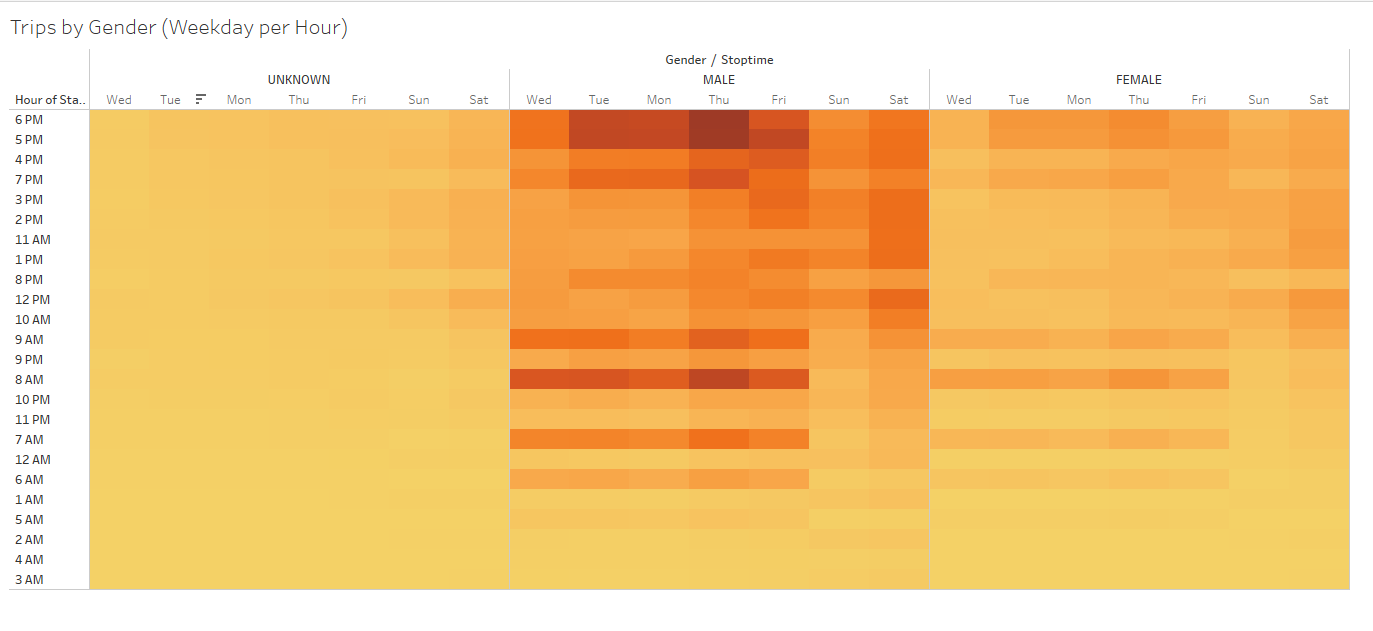 Trips by Gender (Weekday per Hour)
Gender / Stoptime
UNKNOWN MALE FEMALE
Hour of Sta.. Wed Tue Mon Thu Fri Sun Sat Wed Tue Mon Thu Fri Sun Sat Wed Tue Mon Thu Fri Sun Sat
6 PM
5 PM
4 PM
7 PM
3 PM
2 PM
11 AM
1 PM
8 PM
12 PM
10 AM
9 AM
9 PM
8 AM
10 PM
11 PM
7 AM
12 AM
6 AM
1 AM
5 AM
2 AM
4 AM
3 AM